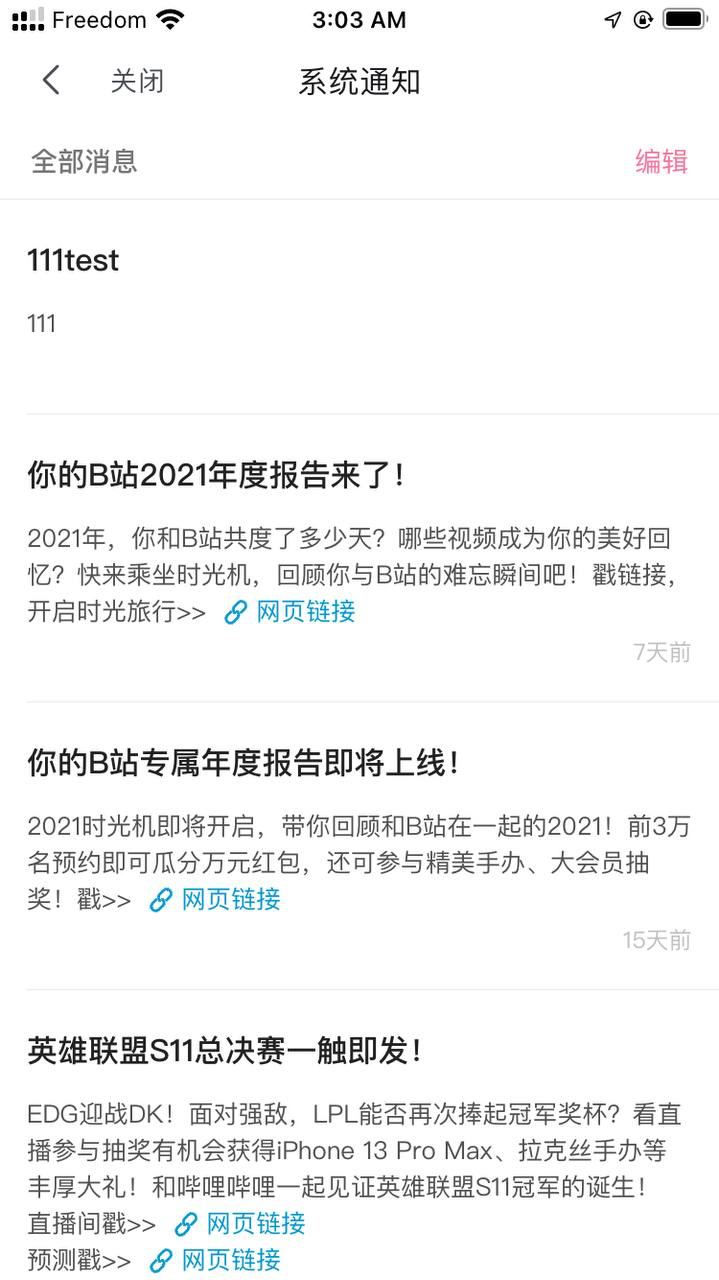 Freedom 3:03 AM
关闭 系统通知
全部消息 编辑
111test
111
你的B站2021年度报告来了！
2021年，你和B站共度了多少天？哪些视频成为你的美好回
忆？快来乘坐时光机，回顾你与B站的难忘瞬间吧！戳链接，
开启时光旅行>> 网页链接
7天前
你的B站专属年度报告即将上线！
2021时光机即将开启，带你回顾和B站在一起的2021！前3万
名预约即可瓜分万元红包，还可参与精美手办、大会员抽
奖！戳>> 网页链接
15天前
英雄联盟S11总决赛一触即发！
EDG迎战DK！面对强敌，LPL能否再次捧起冠军奖杯？看直
播参与抽奖有机会获得iPhone 13 Pro Max、拉克丝手办等
丰厚大礼！和哔哩哔哩一起见证英雄联盟S11冠军的诞生！
直播间戳>> 网页链接
预测戳>> 网页链接